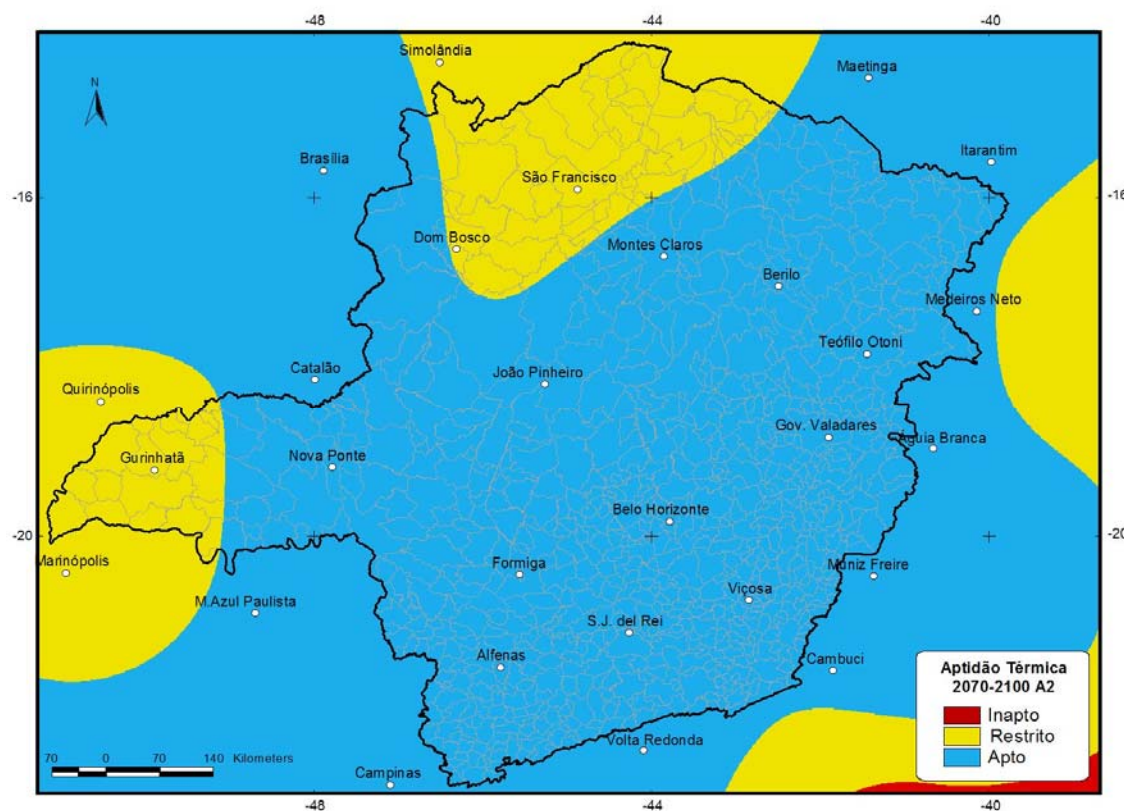 -48 -44 -40
Simolândia
Maetinga
N
Brasília
Itarantim
São Francisco
-16 -16
Dom Bosco
Montes Claros
Berilo
Medeiros Neto
Teófilo Otoni
Catalão
João Pinheiro
Quirinópolis
Gov. Valadares
Águia Branca
Gurinhatã
Nova Ponte
Belo Horizonte
-20 -20
Marinópolis
Formiga
Muniz Freire
Viçosa
M.Azul Paulista
S.J. del Rei
Alfenas
Cambuci
Aptidão Térmica
2070-2100 A2
Inapto
Restrito
Apto
Volta Redonda
70 0 70 140 Kilometers
Campinas
-48 -44 -40